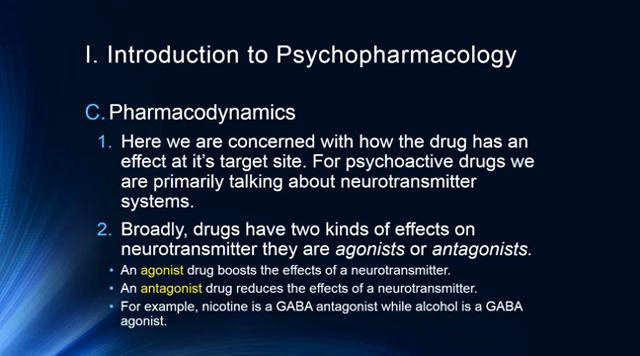 I. Introduction to Psychopharmacology
C. Pharmacodynamics
1. Here we are concerned with how the drug has an
effect at it's target site. For psychoactive drugs we
are primarily talking about neurotransmitter
systems.
2. Broadly, drugs have two kinds of effects on
neurotransmitter they are agonists or antagonists.
• An agonist drug boosts the effects of a neurotransmitter.
• An antagonist drug reduces the effects of a neurotransmitter.
• For example, nicotine is a GABA antagonist while alcohol is a GABA
agonist.